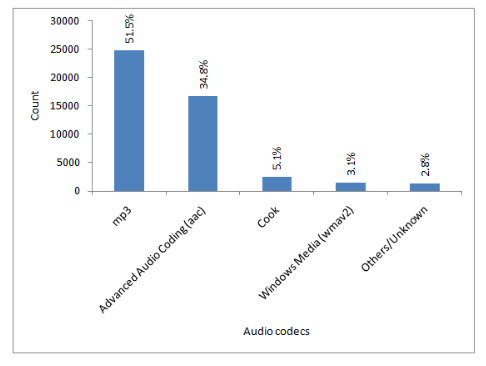 30000
25000
20000
15000
10000
5000
0
Count
51.5%
34.8%
5.1%
3.1%
2.8%
mp3
Advanced Audio Coding (aac)
Cook
Windows Media (wmav2)
Others/Unknown
Audio codecs